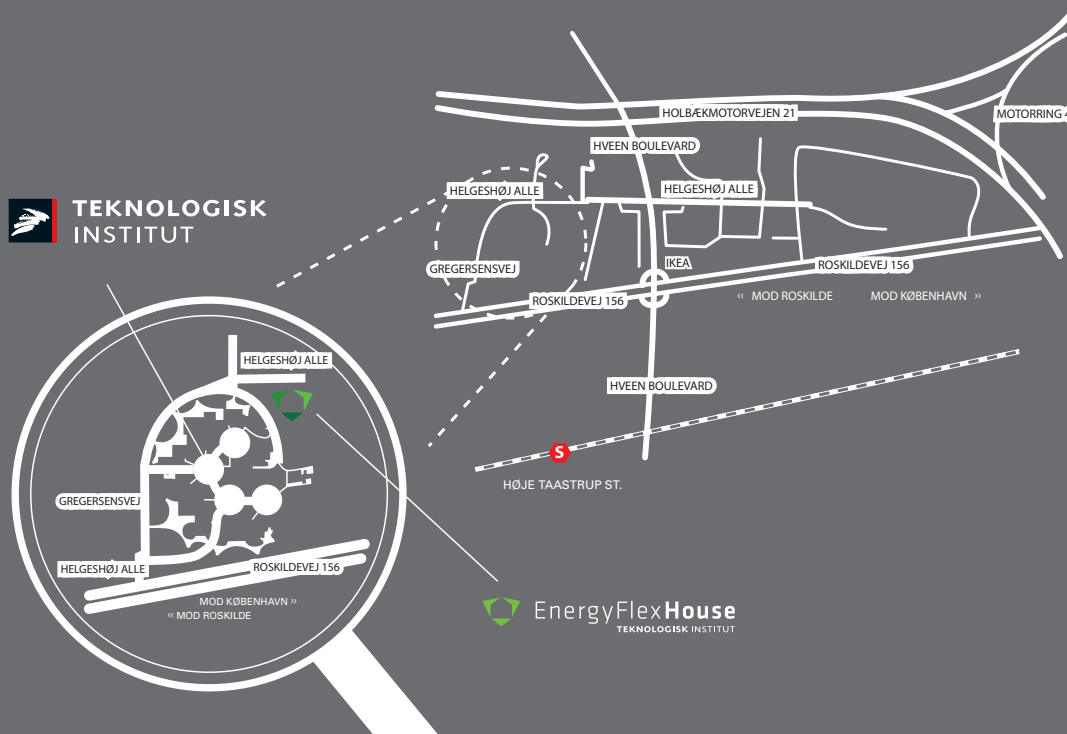 HOLBÆKMOTORVEJEN 21
MOTORRING 4
HVEEN BOULEVARD
HELGESHØJ ALLE
HELGESHØJ ALLE
TEKNOLOGISK
INSTITUT
GREGERSENSVEJ
IKEA
ROSKILDEVEJ 156
ROSKILDEVEJ 156
‹‹ MOD ROSKILDE
MOD KØBENHAVN ››
HELGESHØJ ALLE
HVEEN BOULEVARD
S
HØJE TAASTRUP ST.
GREGERSENSVEJ
HELGESHØJ ALLE
ROSKILDEVEJ 156
MOD KØBENHAVN ››
‹‹ MOD ROSKILDE
EnergyFlexHouse
TEKNOLOGISK INSTITUT